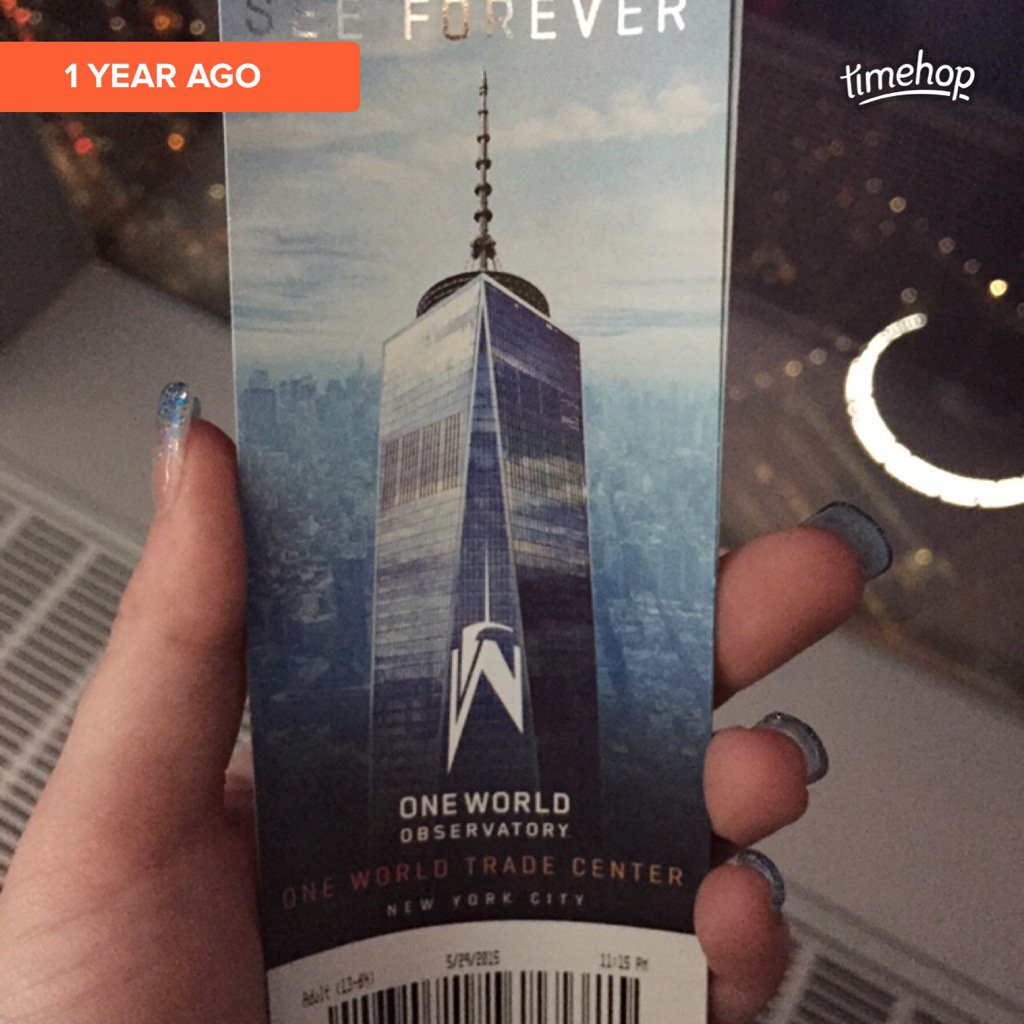 SEE FOREVER
1 YEAR AGO
timehop
ONE WORLD
OBSERVATORY
ONE WORLD TRADE CENTER
NEW YORK CITY
5/29/2015
11:15 PM
Adult (13-64)